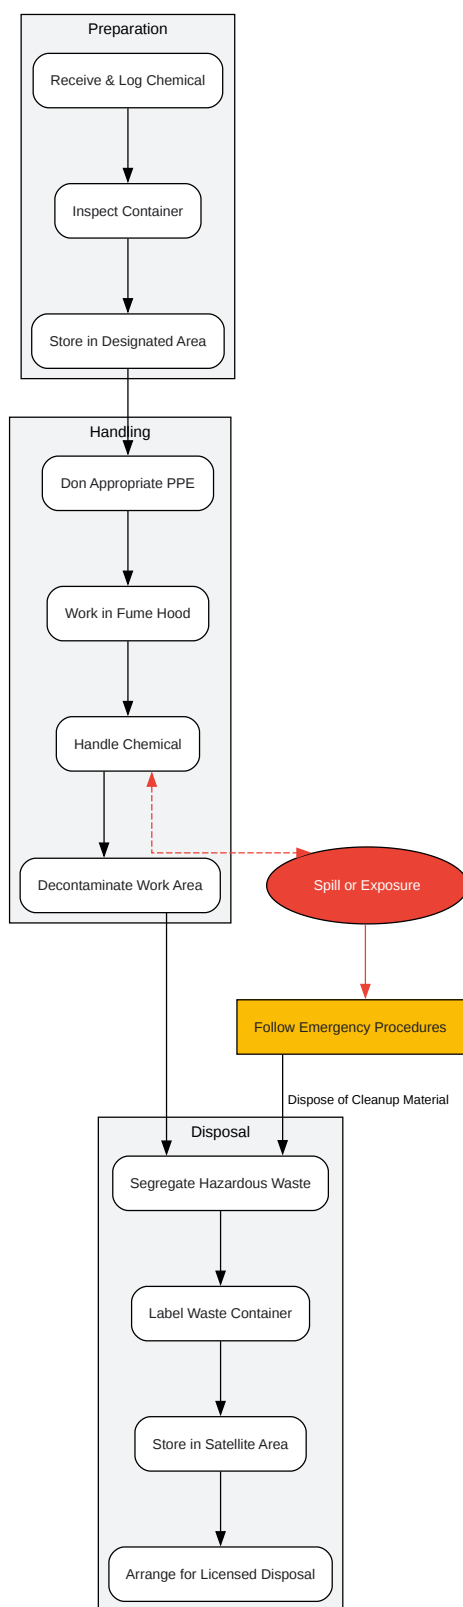 Preparation
Receive & Log Chemical
Inspect Container
Store in Designated Area
Handling
Don Appropriate PPE
Work in Fume Hood
Handle Chemical
Decontaminate Work Area
Spill or Exposure
Follow Emergency Procedures
Dispose of Cleanup Material
Disposal
Segregate Hazardous Waste
Label Waste Container
Store in Satellite Area
Arrange for Licensed Disposal